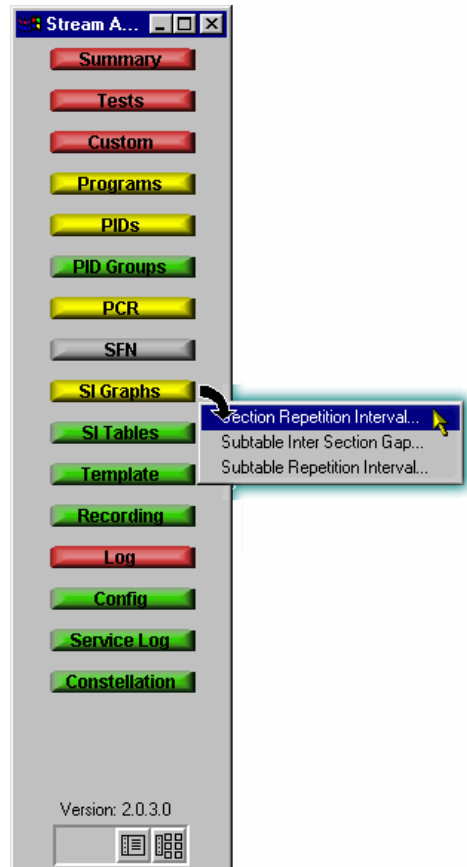 Stream A...
Summary
Tests
Custom
Programs
PIDs
PID Groups
PCR
SFN
SI Graphs
Section Repetition Interval...
Subtable Inter Section Gap...
Subtable Repetition Interval...
SI Tables
Template
Recording
Log
Config
Service Log
Constellation
Version: 2.0.3.0